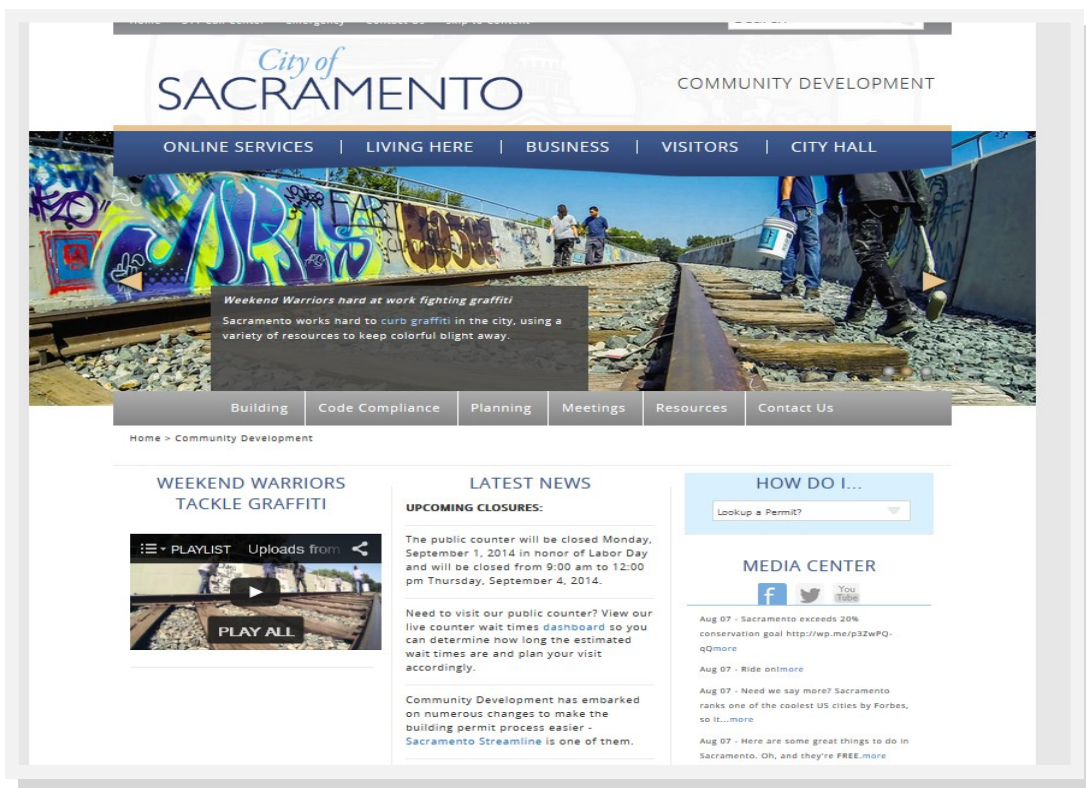 Home 311 Call Center Emergency Contact Us Skip to Content
Search
City of
SACRAMENTO
COMMUNITY DEVELOPMENT
ONLINE SERVICES | LIVING HERE | BUSINESS | VISITORS | CITY HALL
Weekend Warriors hard at work fighting graffiti
Sacramento works hard to curb graffiti in the city, using a
variety of resources to keep colorful blight away.
Building Code Compliance Planning Meetings Resources Contact Us
Home > Community Development
WEEKEND WARRIORS
TACKLE GRAFFITI
PLAYLIST Uploads from
PLAY ALL
LATEST NEWS
UPCOMING CLOSURES:
The public counter will be closed Monday,
September 1, 2014 in honor of Labor Day
and will be closed from 9:00 am to 12:00
pm Thursday, September 4, 2014.
Need to visit our public counter? View our
live counter wait times dashboard so you
can determine how long the estimated
wait times are and plan your visit
accordingly.
Community Development has embarked
on numerous changes to make the
building permit process easier -
Sacramento Streamline is one of them.
HOW DO I...
Lookup a Permit?
MEDIA CENTER
f You Tube
Aug 07 - Sacramento exceeds 20%
conservation goal http://wp.me/p3ZwPQ-
qQmore
Aug 07 - Ride on!more
Aug 07 - Need we say more? Sacramento
ranks one of the coolest US cities by Forbes,
so it...more
Aug 07 - Here are some great things to do in
Sacramento. Oh, and they're FREE.more